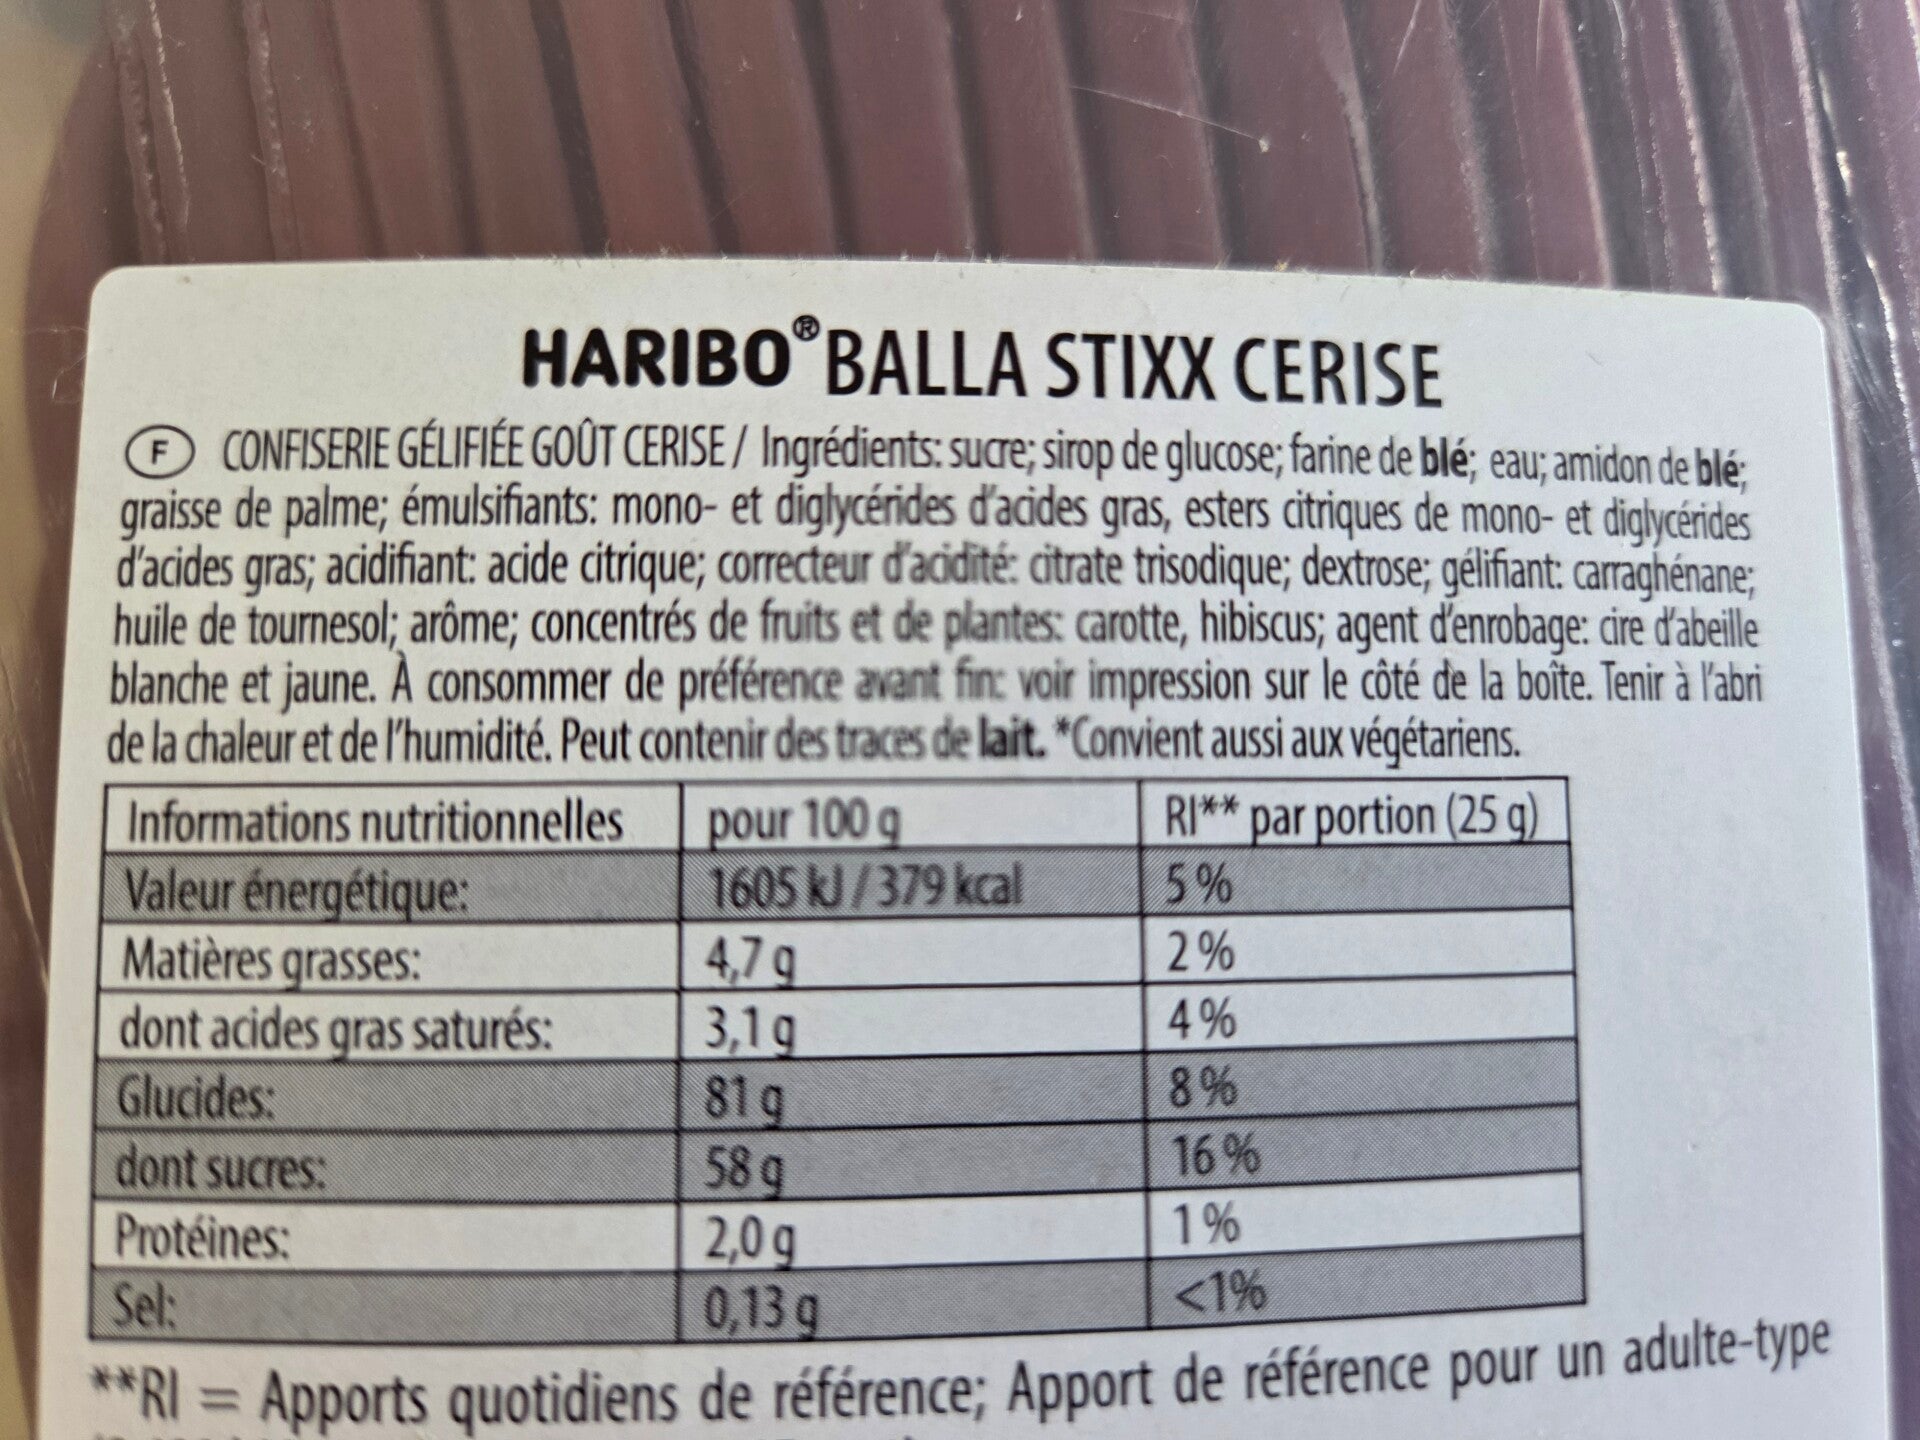 HARIBO® BALLA STIXX CERISE
F CONFISERIE GÉLIFIÉE GOÛT CERISE / Ingrédients: sucre; sirop de glucose; farine de blé; eau; amidon de blé;
graisse de palme; émulsifiants: mono- et diglycérides d'acides gras, esters citriques de mono- et diglycérides
d'acides gras; acidifiant: acide citrique; correcteur d'acidité: citrate trisodique; dextrose; gélifiant: carraghénane;
huile de tournesol; arôme; concentrés de fruits et de plantes: carotte, hibiscus; agent d'enrobage: cire d'abeille
blanche et jaune. À consommer de préférence avant fin: voir impression sur le côté de la boîte. Tenir à l'abri
de la chaleur et de l'humidité. Peut contenir des traces de lait. *Convient aussi aux végétariens.
Informations nutritionnelles pour 100 g RI** par portion (25 g)
Valeur énergétique: 1605 kJ / 379 kcal 5 %
Matières grasses: 4,7 g 2 %
dont acides gras saturés: 3,1 g 4 %
Glucides: 81 g 8 %
dont sucres: 58 g 16 %
Protéines: 2,0 g 1 %
Sel: 0,13 g <1%
**RI = Apports quotidiens de référence; Apport de référence pour un adulte-type